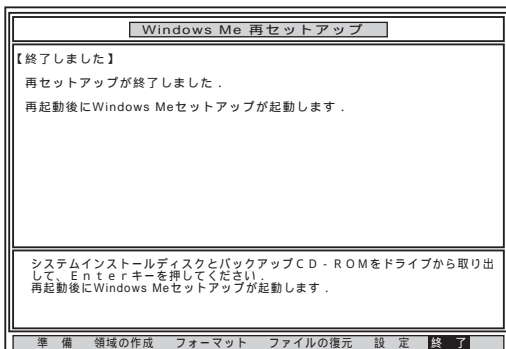 Windows Me 再セットアップ
【終了しました】
再セットアップが終了しました．
再起動後にWindows Meセットアップが起動します．
システムインストールディスクとバックアップＣＤ‐ＲＯＭをドライブから取り出
して、Ｅｎｔｅｒキーを押してください．
再起動後にWindows Meセットアップが起動します．
準　備　領域の作成　フォーマット　ファイルの復元　設　定　終　了